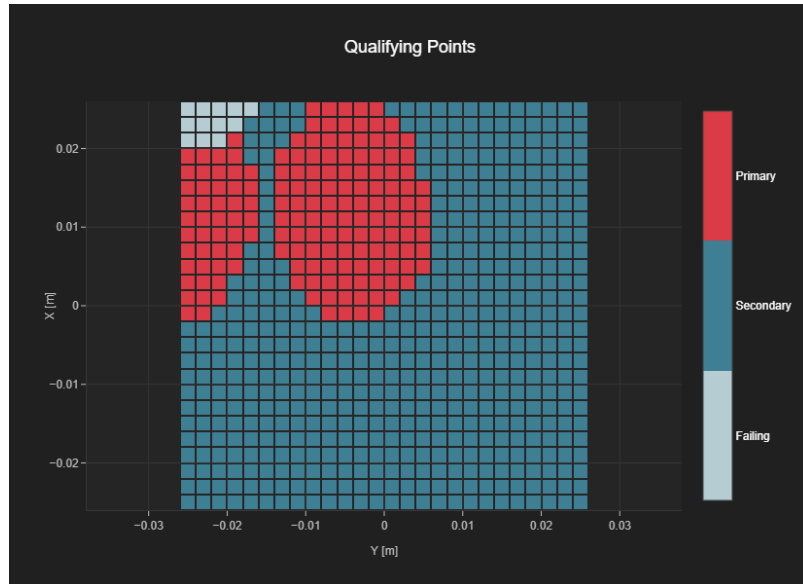 Qualifying Points
Primary
Secondary
Failing
0.02
0.01
0
−0.01
−0.02
X [m]
−0.03
−0.02
−0.01
0
0.01
0.02
0.03
Y [m]